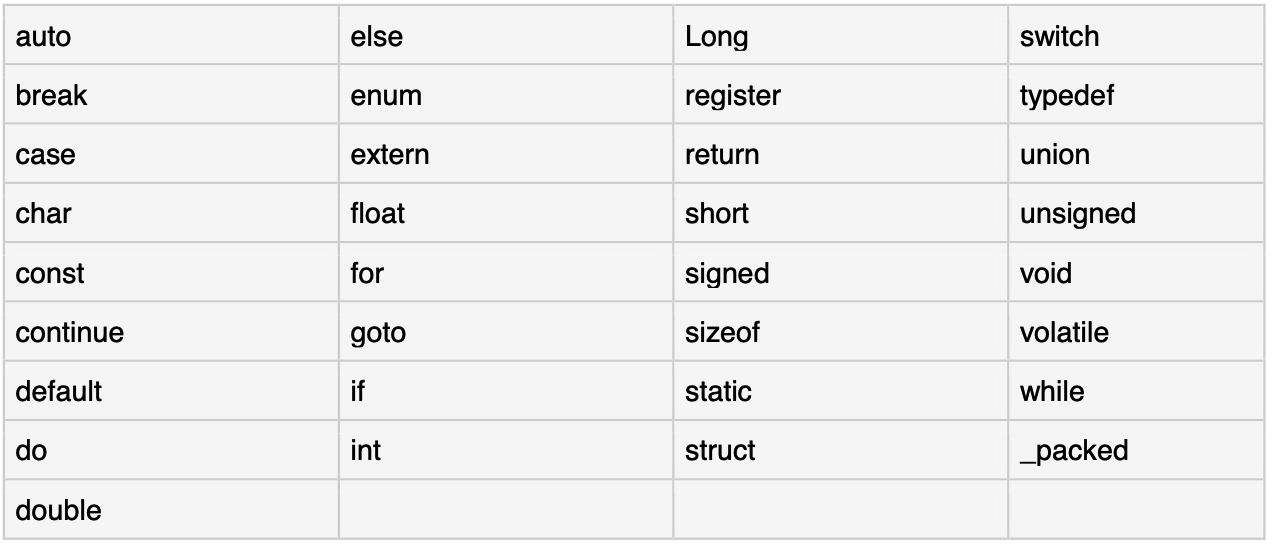 auto else Long switch
break enum register typedef
case extern return union
char float short unsigned
const for signed void
continue goto sizeof volatile
default if static while
do int struct _packed
double